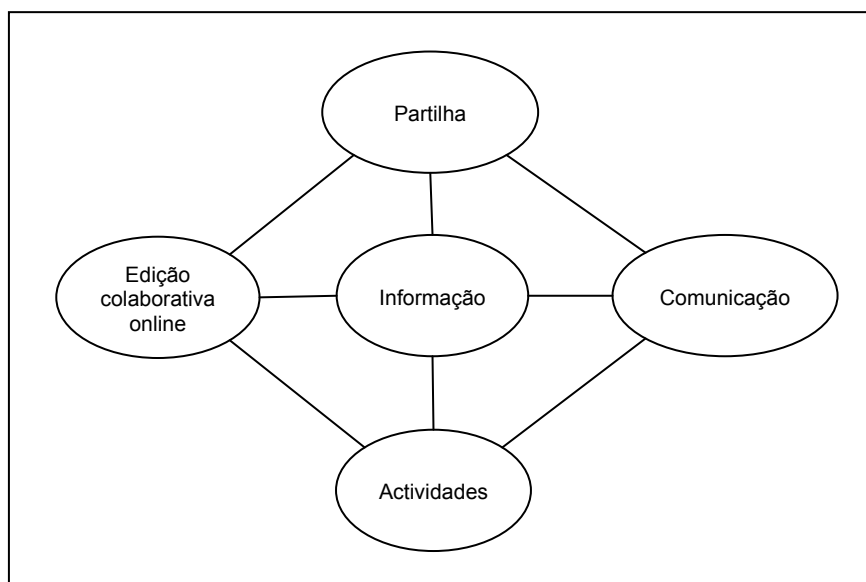 Partilha
Edição
colaborativa
online
Informação
Comunicação
Actividades